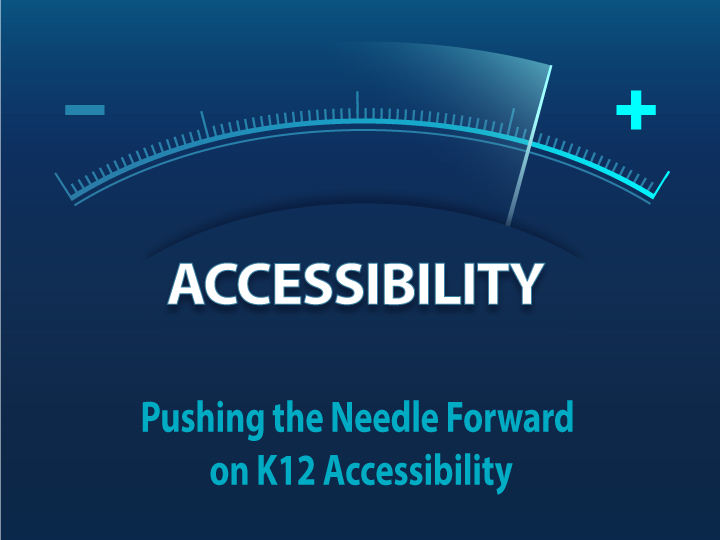 − +
ACCESSIBILITY
Pushing the Needle Forward
on K12 Accessibility